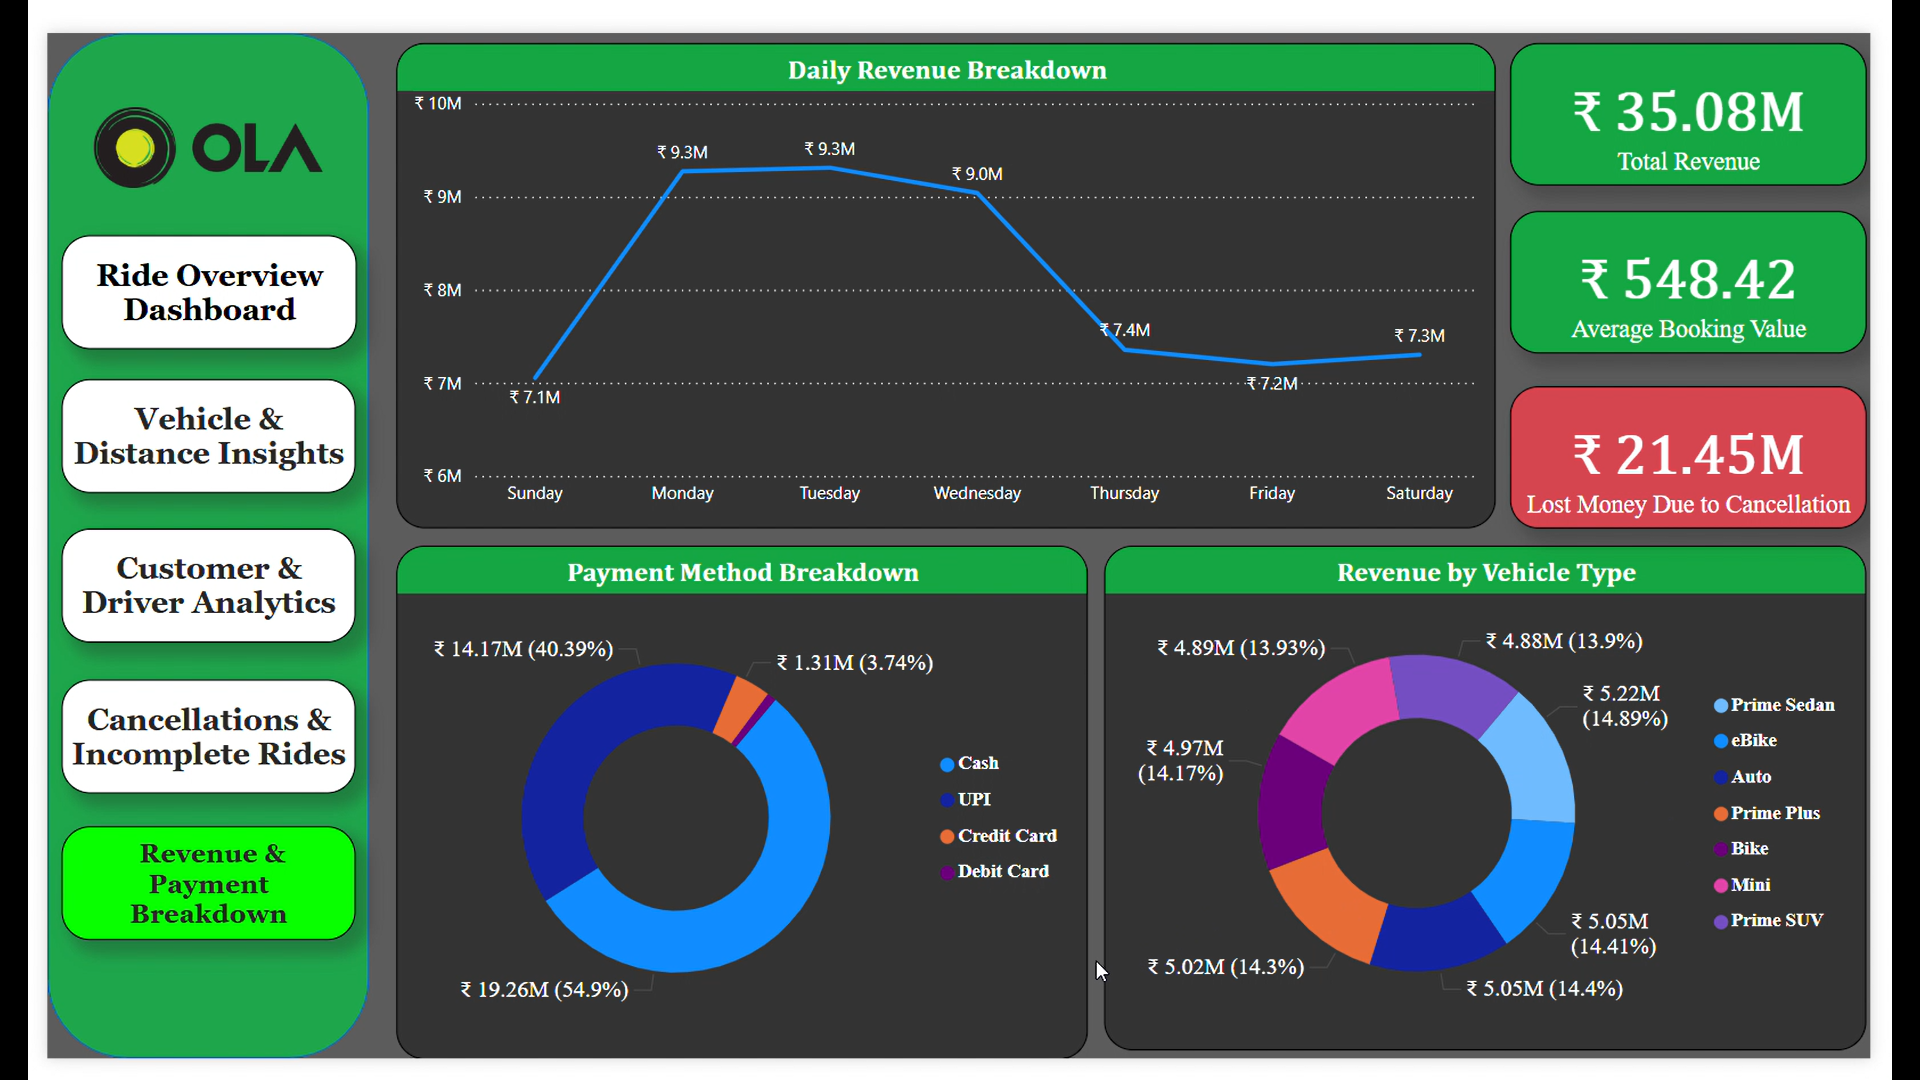 OLA
Ride Overview
Dashboard
Vehicle &
Distance Insights
Customer &
Driver Analytics
Cancellations &
Incomplete Rides
Revenue &
Payment
Breakdown
Daily Revenue Breakdown
₹ 10M
₹ 9M
₹ 8M
₹ 7M
₹ 6M
₹ 7.1M
₹ 9.3M
₹ 9.3M
₹ 9.0M
₹ 7.4M
₹ 7.2M
₹ 7.3M
Sunday Monday Tuesday Wednesday Thursday Friday Saturday
₹ 35.08M
Total Revenue
₹ 548.42
Average Booking Value
₹ 21.45M
Lost Money Due to Cancellation
Payment Method Breakdown
₹ 14.17M (40.39%)
₹ 1.31M (3.74%)
₹ 19.26M (54.9%)
Cash
UPI
Credit Card
Debit Card
Revenue by Vehicle Type
₹ 4.89M (13.93%)
₹ 4.88M (13.9%)
₹ 5.22M
(14.89%)
₹ 4.97M
(14.17%)
₹ 5.05M
(14.41%)
₹ 5.02M (14.3%)
₹ 5.05M (14.4%)
Prime Sedan
eBike
Auto
Prime Plus
Bike
Mini
Prime SUV